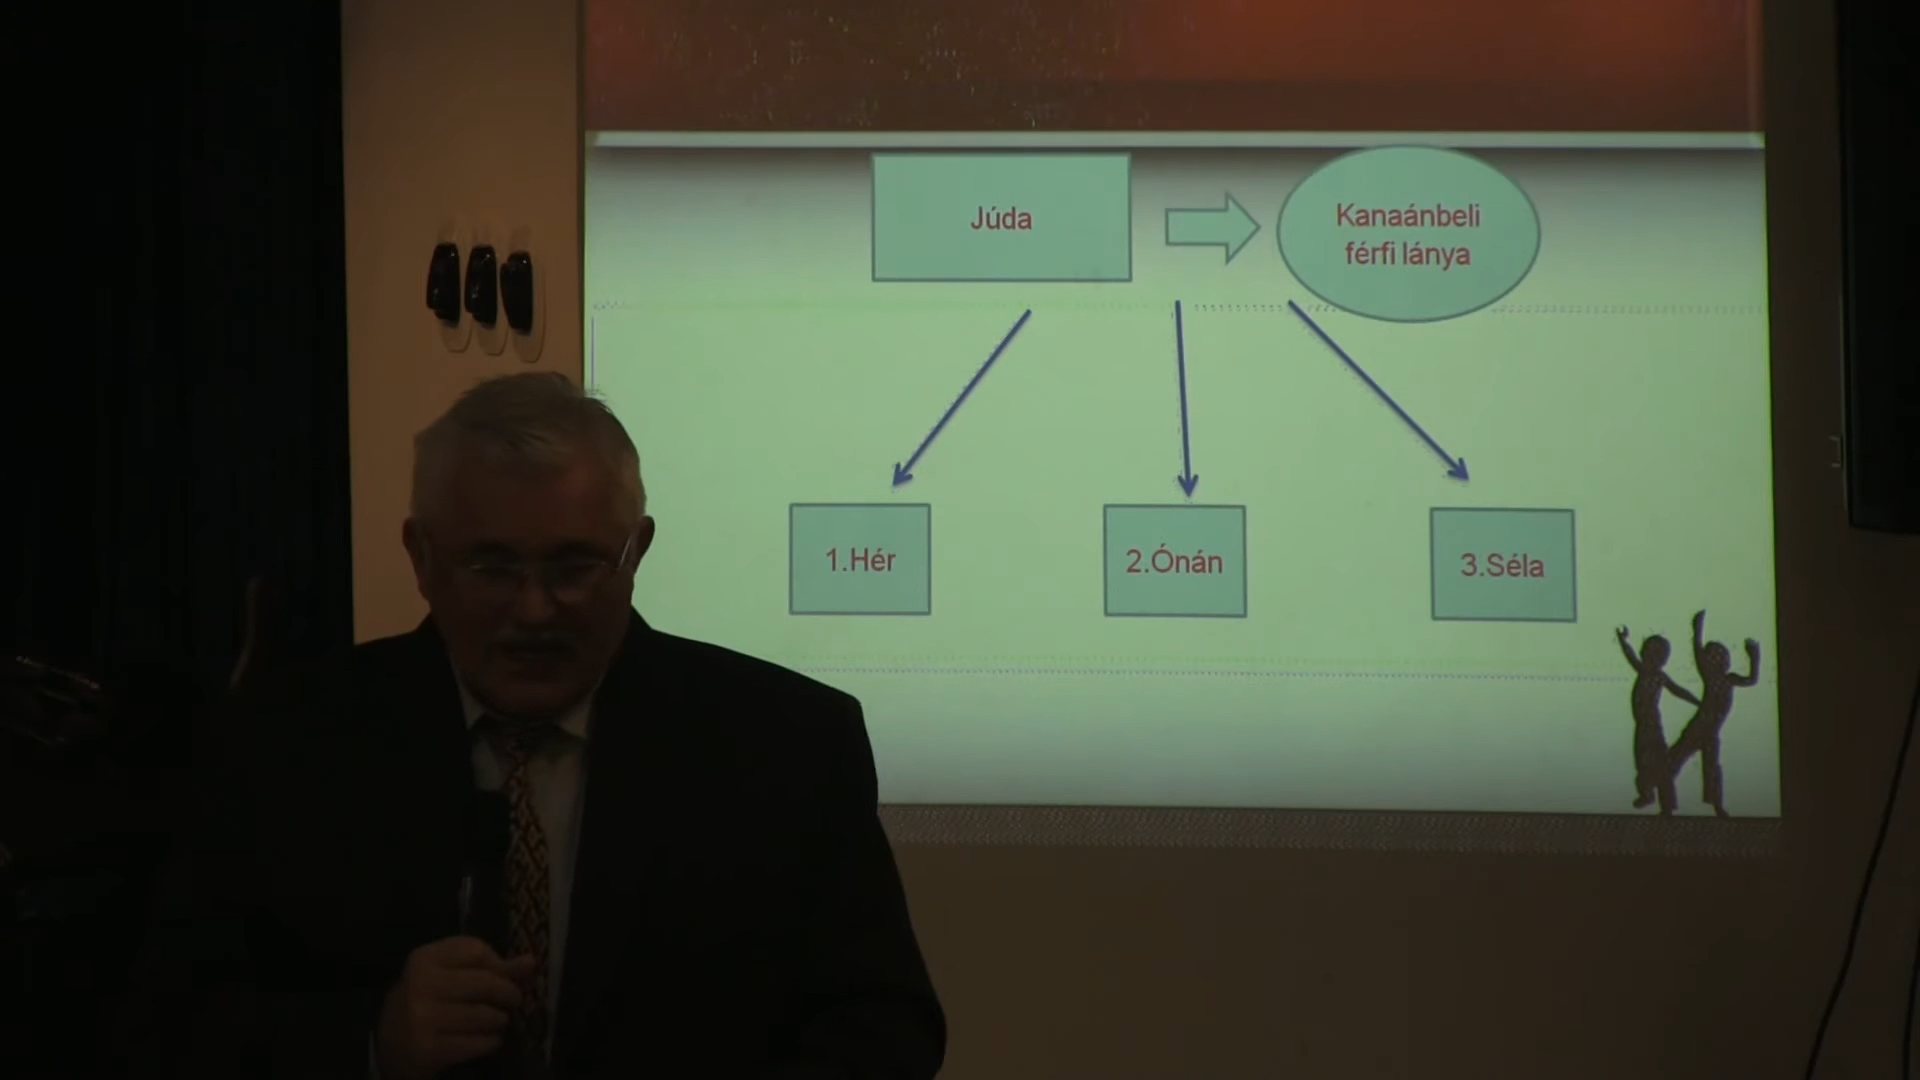 Júda
Kanaánbeli
férfi lánya
1.Hér
2.Ónán
3.Séla